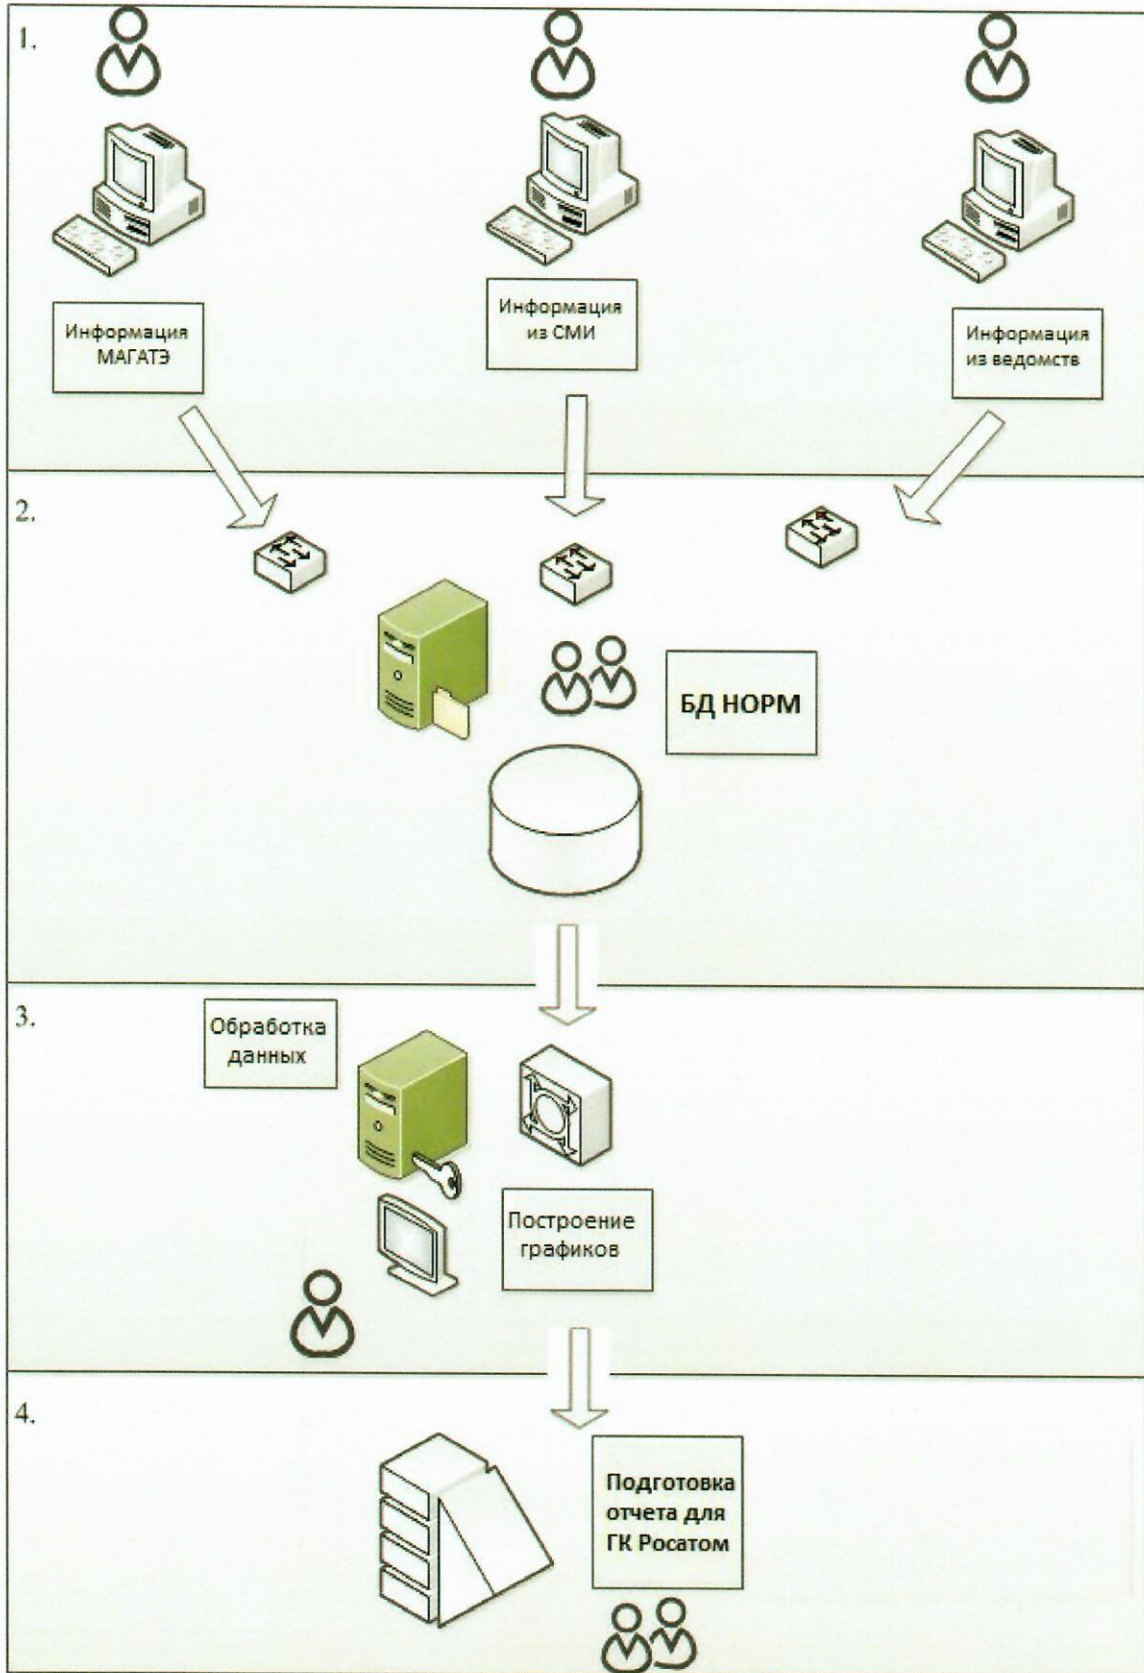 1.
Информация
МАГАТЭ
Информация
из СМИ
Информация
из ведомств
2.
БД НОРМ
3.
Обработка
данных
Построение
графиков
4.
Подготовка
отчета для
ГК Росатом